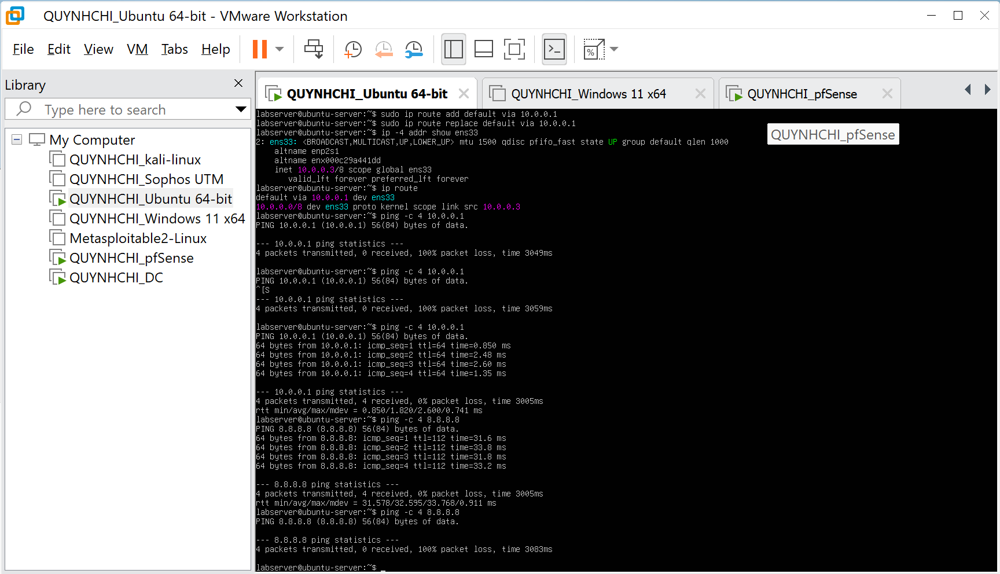 QUYNHCHI_Ubuntu 64-bit - VMware Workstation
File Edit View VM Tabs Help
Library
Type here to search
My Computer
QUYNHCHI_kali-linux
QUYNHCHI_Sophos UTM
QUYNHCHI_Ubuntu 64-bit
QUYNHCHI_Windows 11 x64
Metasploitable2-Linux
QUYNHCHI_pfSense
QUYNHCHI_DC
QUYNHCHI_Ubuntu 64-bit QUYNHCHI_Windows 11 x64 QUYNHCHI_pfSense
QUYNHCHI_pfSense
labserver@ubuntu-server:~$ sudo ip route add default via 10.0.0.1
labserver@ubuntu-server:~$ sudo ip route replace default via 10.0.0.1
labserver@ubuntu-server:~$ ip -4 addr show ens33
2: ens33: <BROADCAST,MULTICAST,UP,LOWER_UP> mtu 1500 qdisc pfifo_fast state UP group default qlen 1000
    altname enp2s1
    altname enx000c29a441dd
    inet 10.0.0.3/8 scope global ens33
       valid_lft forever preferred_lft forever
labserver@ubuntu-server:~$ ip route
default via 10.0.0.1 dev ens33
10.0.0.0/8 dev ens33 proto kernel scope link src 10.0.0.3
labserver@ubuntu-server:~$ ping -c 4 10.0.0.1
PING 10.0.0.1 (10.0.0.1) 56(84) bytes of data.
--- 10.0.0.1 ping statistics ---
4 packets transmitted, 0 received, 100% packet loss, time 3049ms
labserver@ubuntu-server:~$ ping -c 4 10.0.0.1
PING 10.0.0.1 (10.0.0.1) 56(84) bytes of data.
^[S
--- 10.0.0.1 ping statistics ---
4 packets transmitted, 0 received, 100% packet loss, time 3059ms
labserver@ubuntu-server:~$ ping -c 4 10.0.0.1
PING 10.0.0.1 (10.0.0.1) 56(84) bytes of data.
64 bytes from 10.0.0.1: icmp_seq=1 ttl=64 time=0.850 ms
64 bytes from 10.0.0.1: icmp_seq=2 ttl=64 time=2.48 ms
64 bytes from 10.0.0.1: icmp_seq=3 ttl=64 time=2.60 ms
64 bytes from 10.0.0.1: icmp_seq=4 ttl=64 time=1.35 ms
--- 10.0.0.1 ping statistics ---
4 packets transmitted, 4 received, 0% packet loss, time 3005ms
rtt min/avg/max/mdev = 0.850/1.820/2.600/0.741 ms
labserver@ubuntu-server:~$ ping -c 4 8.8.8.8
PING 8.8.8.8 (8.8.8.8) 56(84) bytes of data.
64 bytes from 8.8.8.8: icmp_seq=1 ttl=112 time=31.6 ms
64 bytes from 8.8.8.8: icmp_seq=2 ttl=112 time=33.8 ms
64 bytes from 8.8.8.8: icmp_seq=3 ttl=112 time=31.8 ms
64 bytes from 8.8.8.8: icmp_seq=4 ttl=112 time=33.2 ms
--- 8.8.8.8 ping statistics ---
4 packets transmitted, 4 received, 0% packet loss, time 3005ms
rtt min/avg/max/mdev = 31.578/32.595/33.768/0.911 ms
labserver@ubuntu-server:~$ ping -c 4 8.8.8.8
PING 8.8.8.8 (8.8.8.8) 56(84) bytes of data.
--- 8.8.8.8 ping statistics ---
4 packets transmitted, 0 received, 100% packet loss, time 3083ms
labserver@ubuntu-server:~$ _